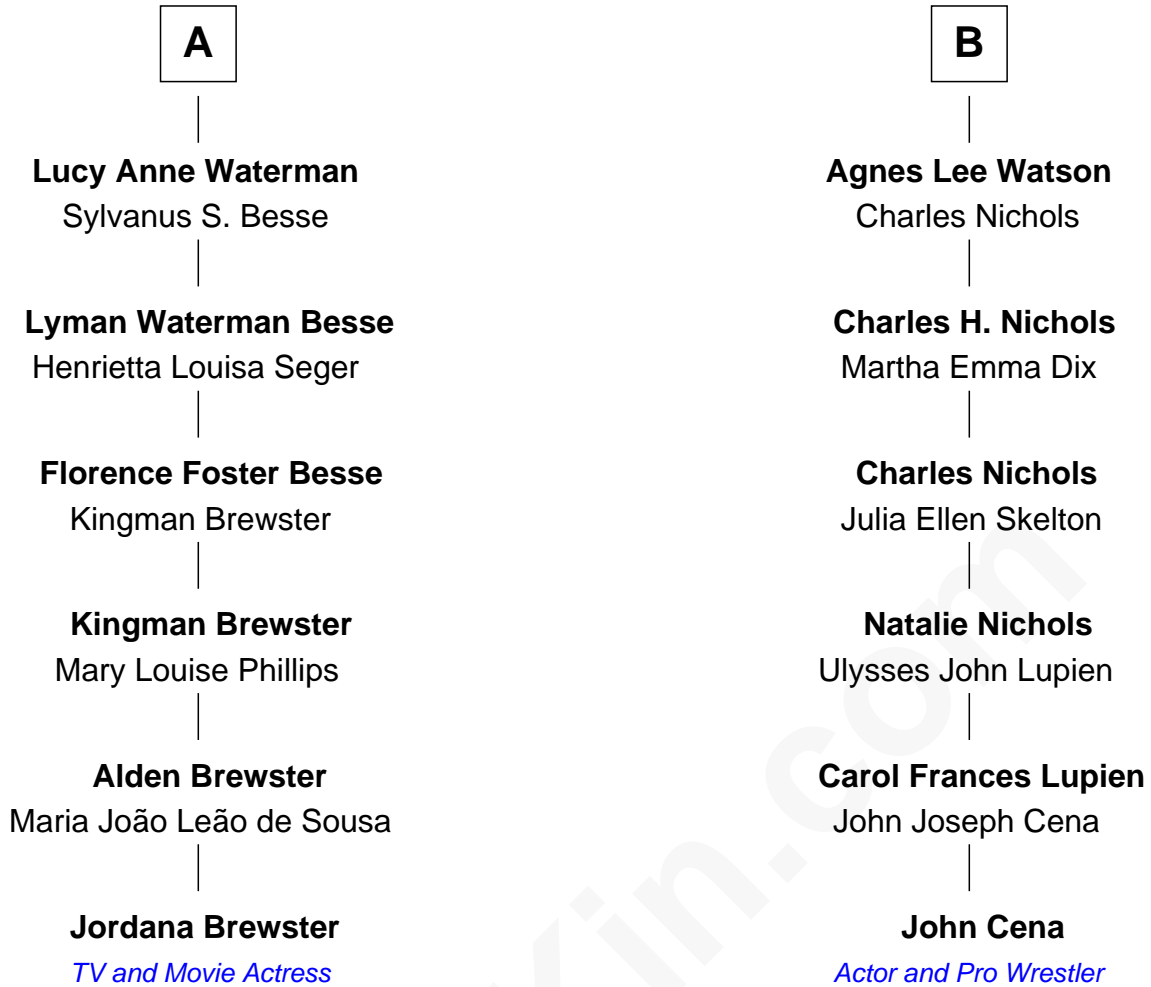 A
Lucy Anne Waterman
Sylvanus S. Besse
Lyman Waterman Besse
Henrietta Louisa Seger
Florence Foster Besse
Kingman Brewster
Kingman Brewster
Mary Louise Phillips
Alden Brewster
Maria João Leão de Sousa
Jordana Brewster
TV and Movie Actress
B
Agnes Lee Watson
Charles Nichols
Charles H. Nichols
Martha Emma Dix
Charles Nichols
Julia Ellen Skelton
Natalie Nichols
Ulysses John Lupien
Carol Frances Lupien
John Joseph Cena
John Cena
Actor and Pro Wrestler